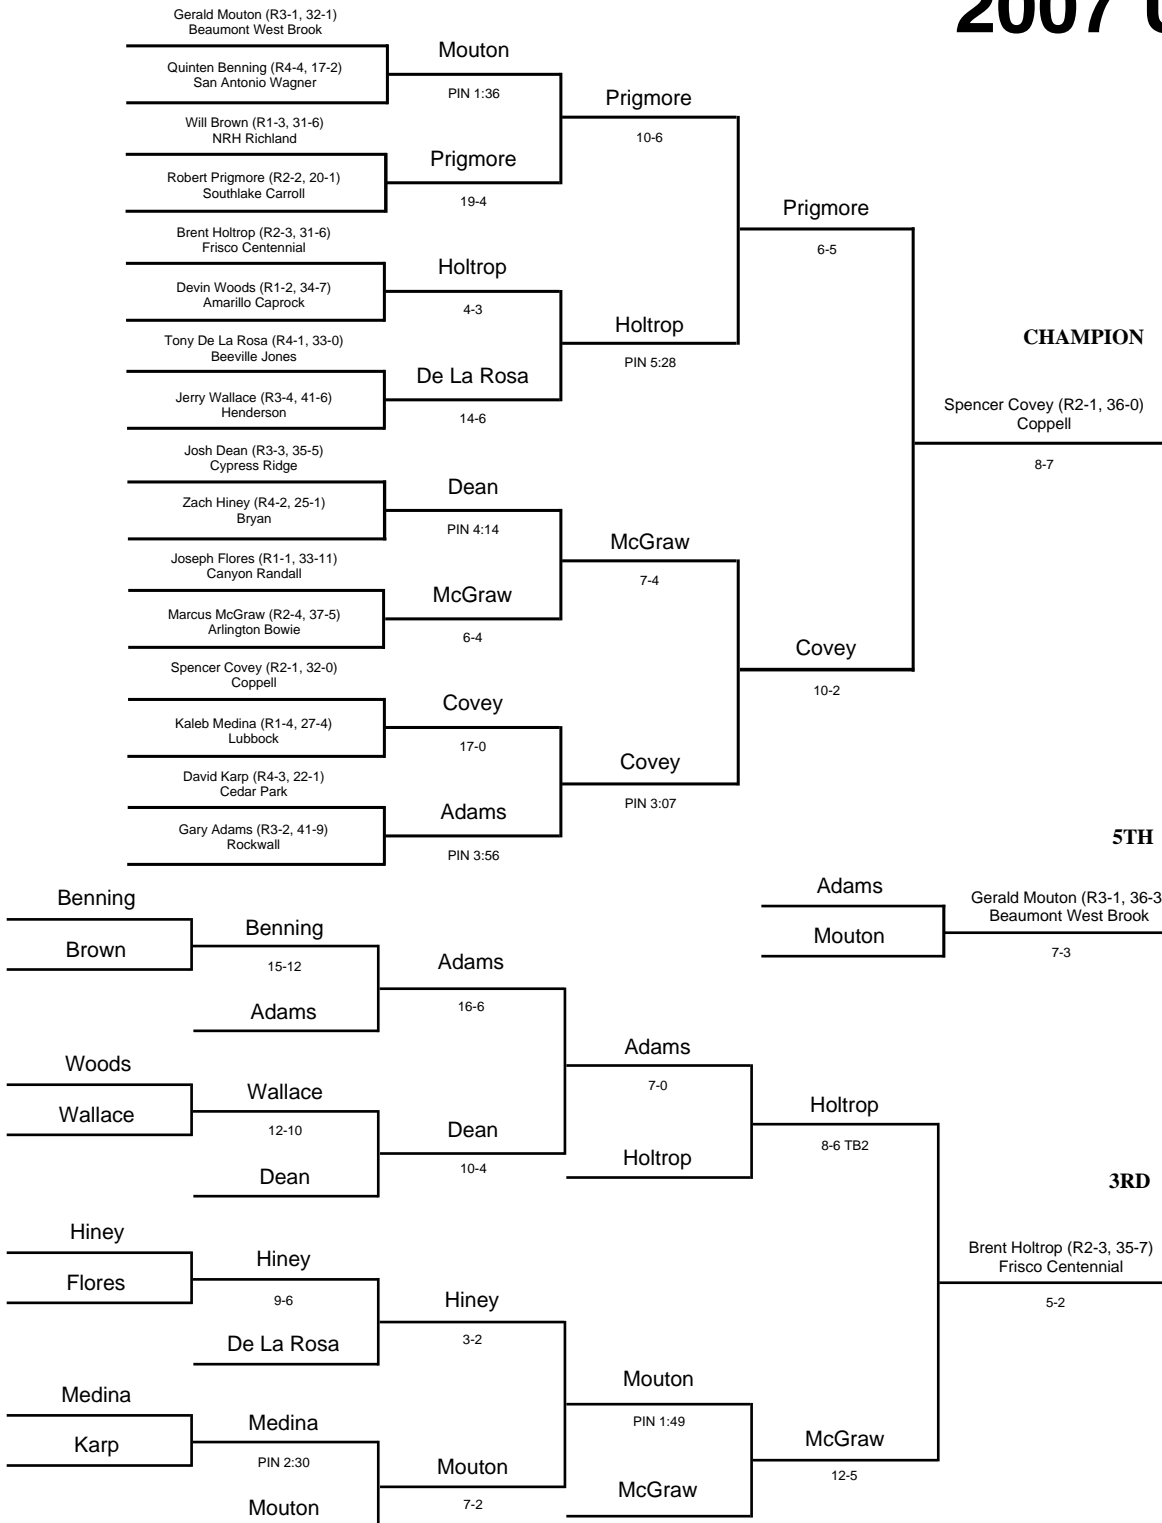 2007 U
Gerald Mouton (R3-1, 32-1)
Beaumont West Brook
Mouton
Quinten Benning (R4-4, 17-2)
San Antonio Wagner
PIN 1:36
Prigmore
Will Brown (R1-3, 31-6)
NRH Richland
10-6
Prigmore
Robert Prigmore (R2-2, 20-1)
Southlake Carroll
19-4
Prigmore
Brent Holtrop (R2-3, 31-6)
Frisco Centennial
6-5
Holtrop
Devin Woods (R1-2, 34-7)
Amarillo Caprock
4-3
Holtrop
CHAMPION
Tony De La Rosa (R4-1, 33-0)
Beeville Jones
PIN 5:28
De La Rosa
Jerry Wallace (R3-4, 41-6)
Henderson
14-6
Spencer Covey (R2-1, 36-0)
Coppell
8-7
Josh Dean (R3-3, 35-5)
Cypress Ridge
Dean
Zach Hiney (R4-2, 25-1)
Bryan
PIN 4:14
McGraw
Joseph Flores (R1-1, 33-11)
Canyon Randall
7-4
McGraw
Marcus McGraw (R2-4, 37-5)
Arlington Bowie
6-4
Covey
Spencer Covey (R2-1, 32-0)
Coppell
10-2
Covey
Kaleb Medina (R1-4, 27-4)
Lubbock
17-0
Covey
David Karp (R4-3, 22-1)
Cedar Park
PIN 3:07
Adams
Gary Adams (R3-2, 41-9)
Rockwall
PIN 3:56
5TH
Adams
Gerald Mouton (R3-1, 36-3
Beaumont West Brook
Mouton
7-3
Benning
Benning
Brown
15-12
Adams
Adams
16-6
Adams
Woods
7-0
Wallace
Wallace
Holtrop
12-10
Dean
8-6 TB2
Dean
10-4
Holtrop
3RD
Hiney
Hiney
Brent Holtrop (R2-3, 35-7)
Frisco Centennial
Flores
9-6
Hiney
5-2
De La Rosa
3-2
Mouton
Medina
Medina
PIN 1:49
Karp
McGraw
PIN 2:30
Mouton
12-5
McGraw
Mouton
7-2